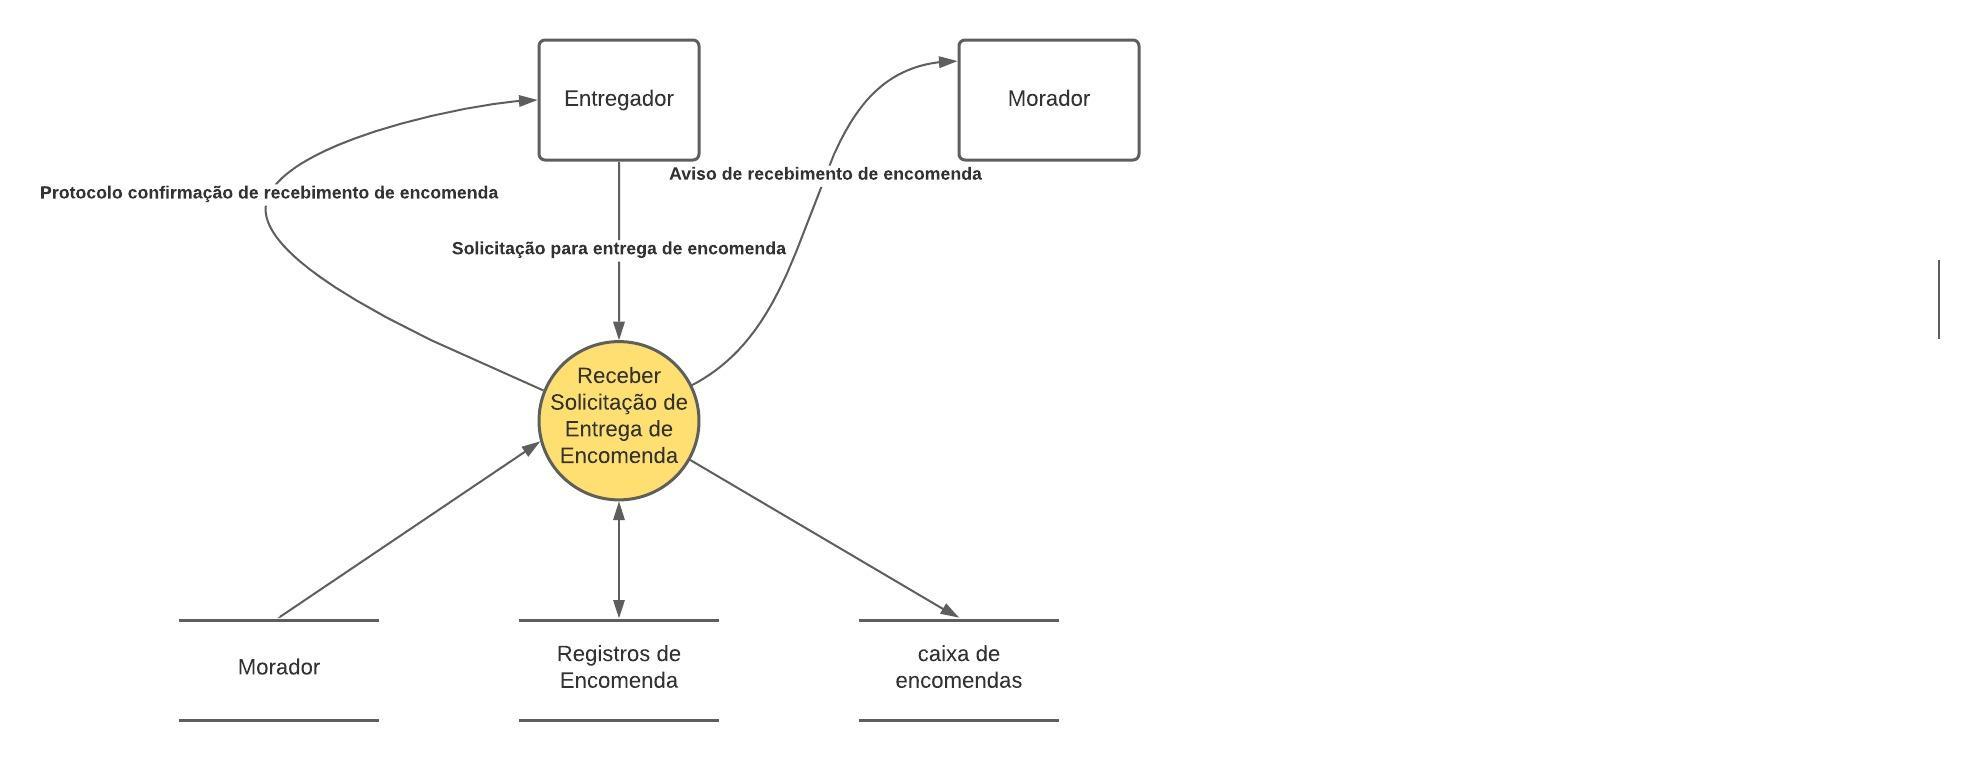 Entregador
Morador
Aviso de recebimento de encomenda
Protocolo confirmação de recebimento de encomenda
Solicitação para entrega de encomenda
Receber
Solicitação de
Entrega de
Encomenda
Morador
Registros de
Encomenda
caixa de
encomendas